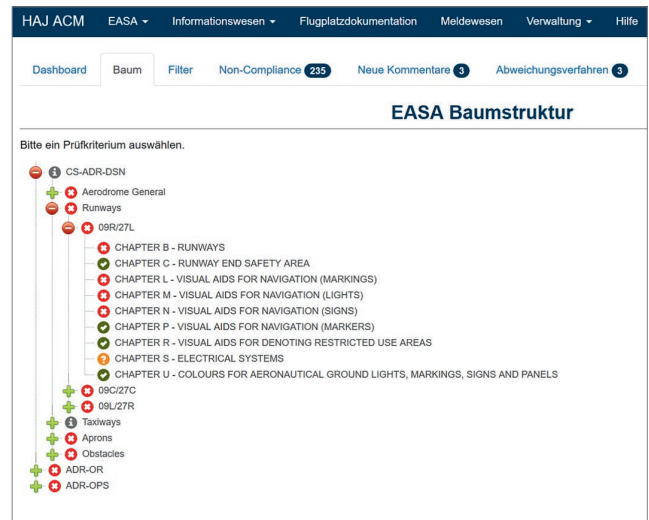 HAJ ACM EASA Informationswesen Flugplatzdokumentation Meldewesen Verwaltung Hilfe
Dashboard Baum Filter Non-Compliance 235 Neue Kommentare 3 Abweichungsverfahren 3
EASA Baumstruktur
Bitte ein Prüfkriterium auswählen.
CS-ADR-DSN
Aerodrome General
Runways
09R/27L
CHAPTER B - RUNWAYS
CHAPTER C - RUNWAY END SAFETY AREA
CHAPTER L - VISUAL AIDS FOR NAVIGATION (MARKINGS)
CHAPTER M - VISUAL AIDS FOR NAVIGATION (LIGHTS)
CHAPTER N - VISUAL AIDS FOR NAVIGATION (SIGNS)
CHAPTER P - VISUAL AIDS FOR NAVIGATION (MARKERS)
CHAPTER R - VISUAL AIDS FOR DENOTING RESTRICTED USE AREAS
CHAPTER S - ELECTRICAL SYSTEMS
CHAPTER U - COLOURS FOR AERONAUTICAL GROUND LIGHTS, MARKINGS, SIGNS AND PANELS
09C/27C
09L/27R
Taxiways
Aprons
Obstacles
ADR-OR
ADR-OPS